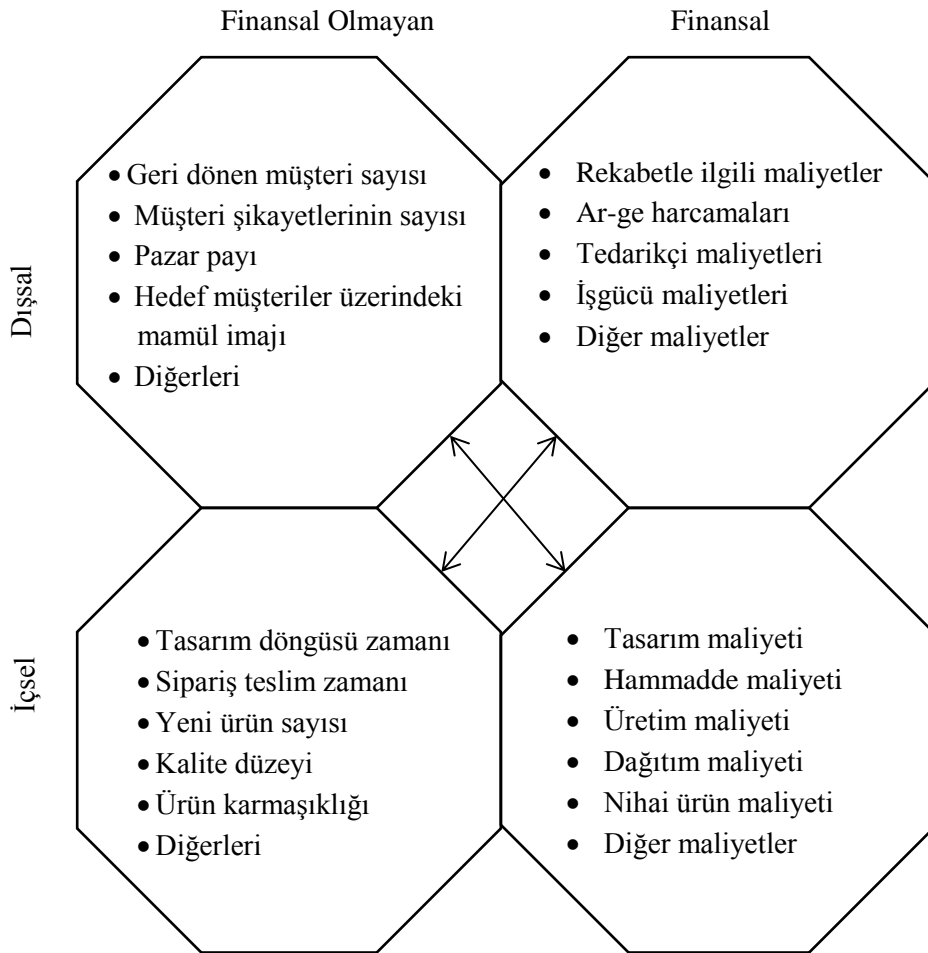 Finansal Olmayan
Finansal
Dışsal
• Geri dönen müşteri sayısı
• Müşteri şikayetlerinin sayısı
• Pazar payı
• Hedef müşteriler üzerindeki
mamül imajı
• Diğerleri
• Rekabetle ilgili maliyetler
• Ar-ge harcamaları
• Tedarikçi maliyetleri
• İşgücü maliyetleri
• Diğer maliyetler
İçsel
• Tasarım döngüsü zamanı
• Sipariş teslim zamanı
• Yeni ürün sayısı
• Kalite düzeyi
• Ürün karmaşıklığı
• Diğerleri
• Tasarım maliyeti
• Hammadde maliyeti
• Üretim maliyeti
• Dağıtım maliyeti
• Nihai ürün maliyeti
• Diğer maliyetler